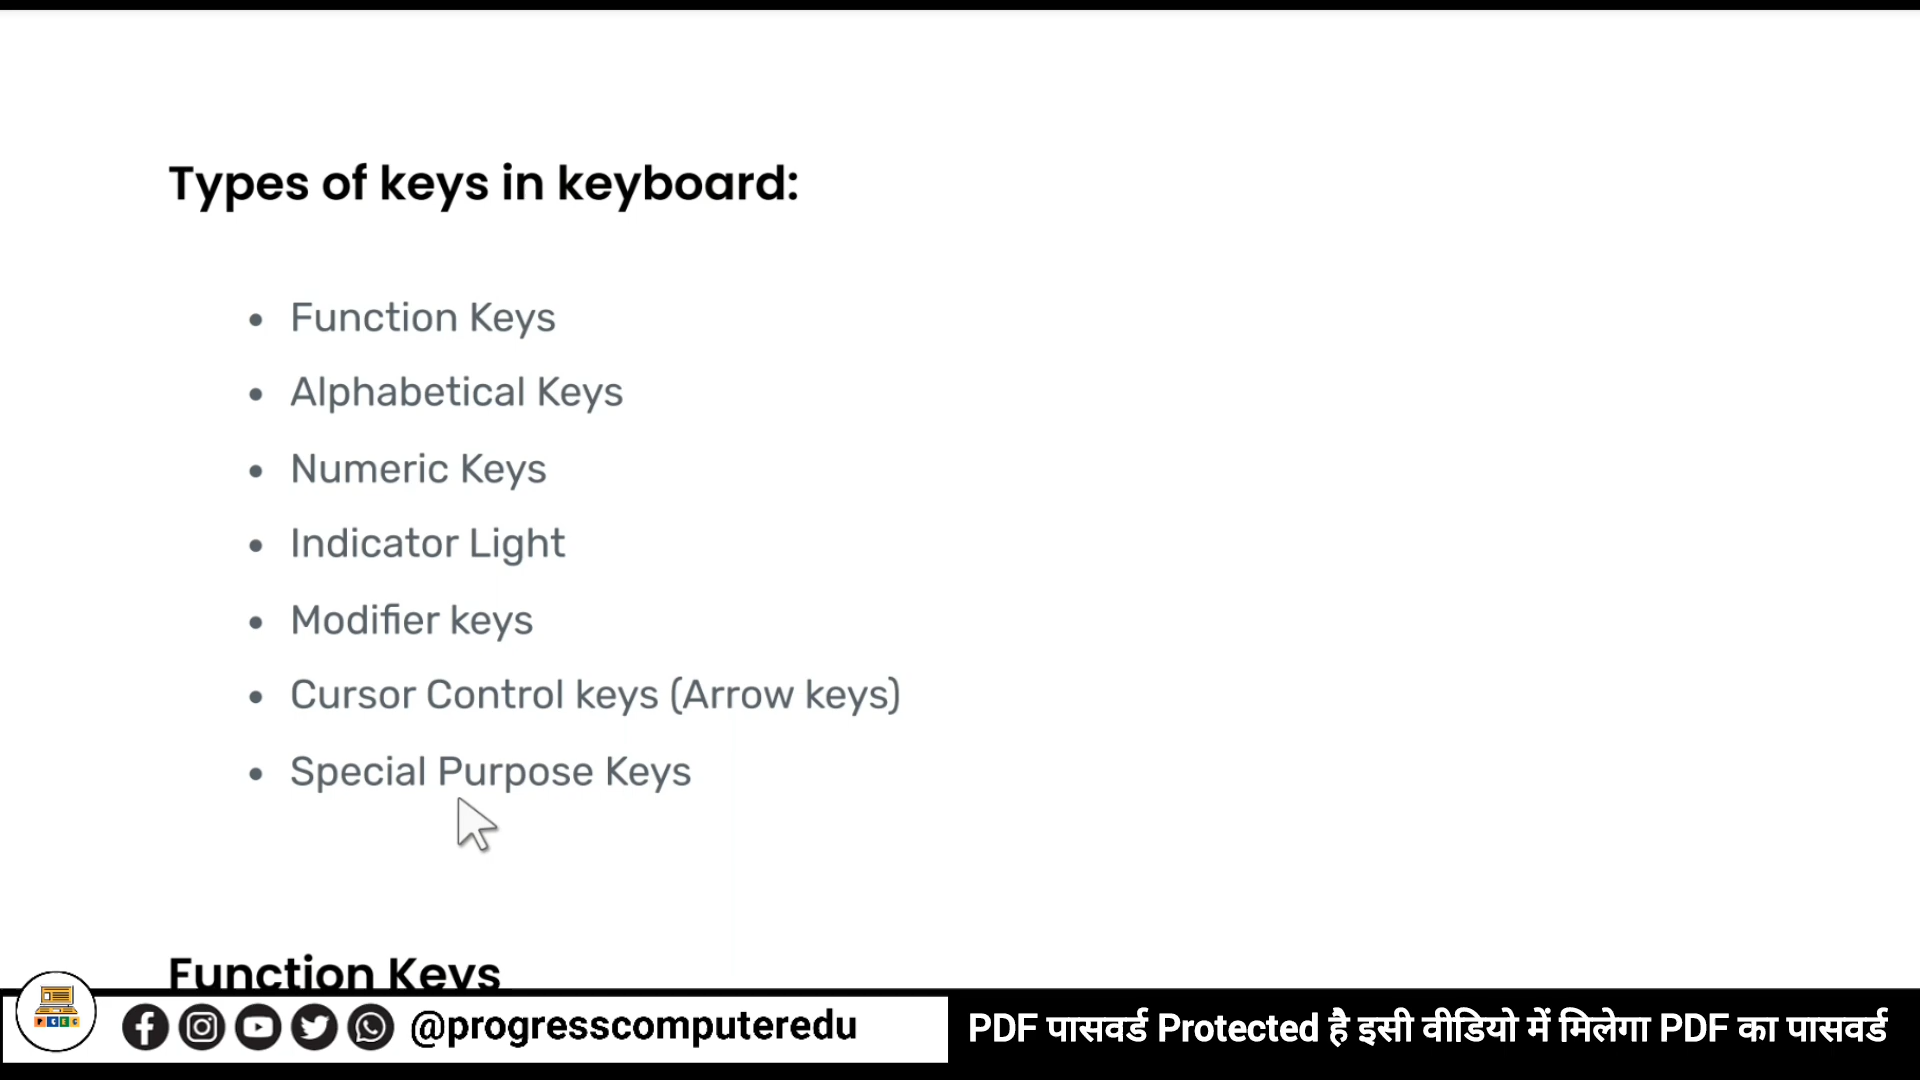 Types of keys in keyboard:
• Function Keys
• Alphabetical Keys
• Numeric Keys
• Indicator Light
• Modifier keys
• Cursor Control keys (Arrow keys)
• Special Purpose Keys
Function Keys
P C E C
@progresscomputeredu
PDF पासवर्ड Protected है इसी वीडियो में मिलेगा PDF का पासवर्ड